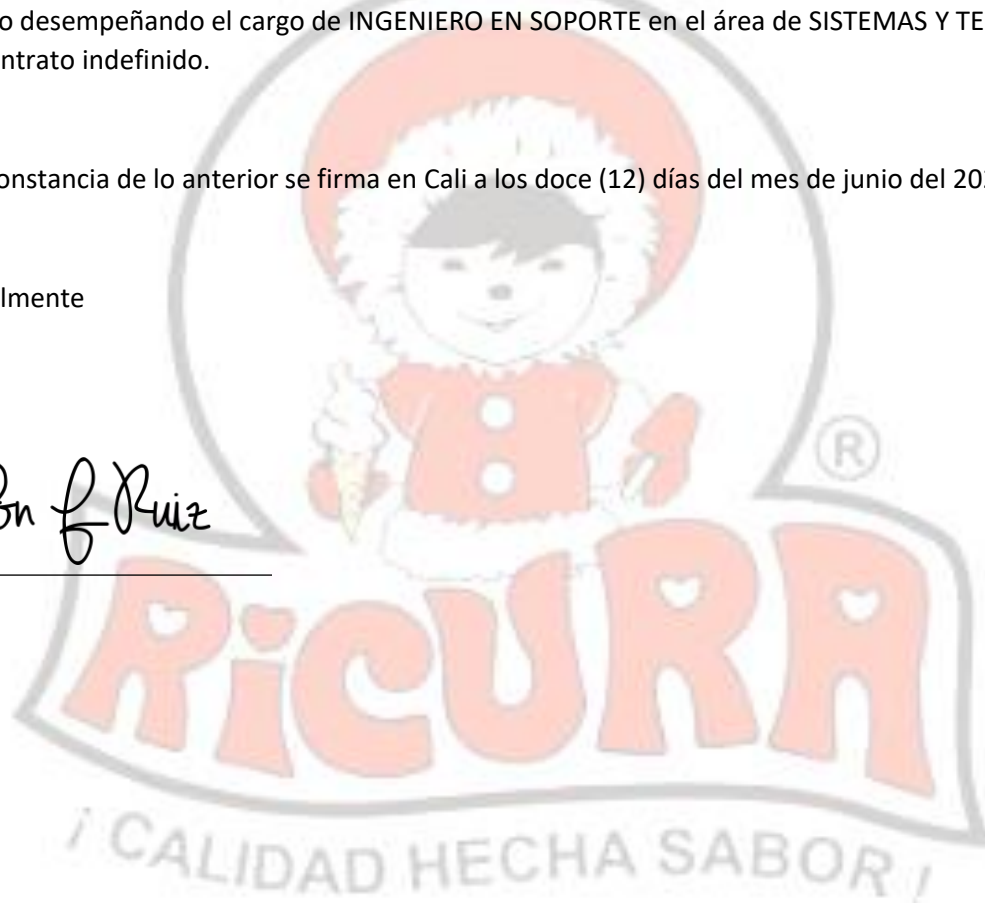 o desempeñando el cargo de INGENIERO EN SOPORTE en el área de SISTEMAS Y TE
ntrato indefinido.
onstancia de lo anterior se firma en Cali a los doce (12) días del mes de junio del 20
lmente
on f Ruiz
®
RiCURA
¡ CALIDAD HECHA SABOR !